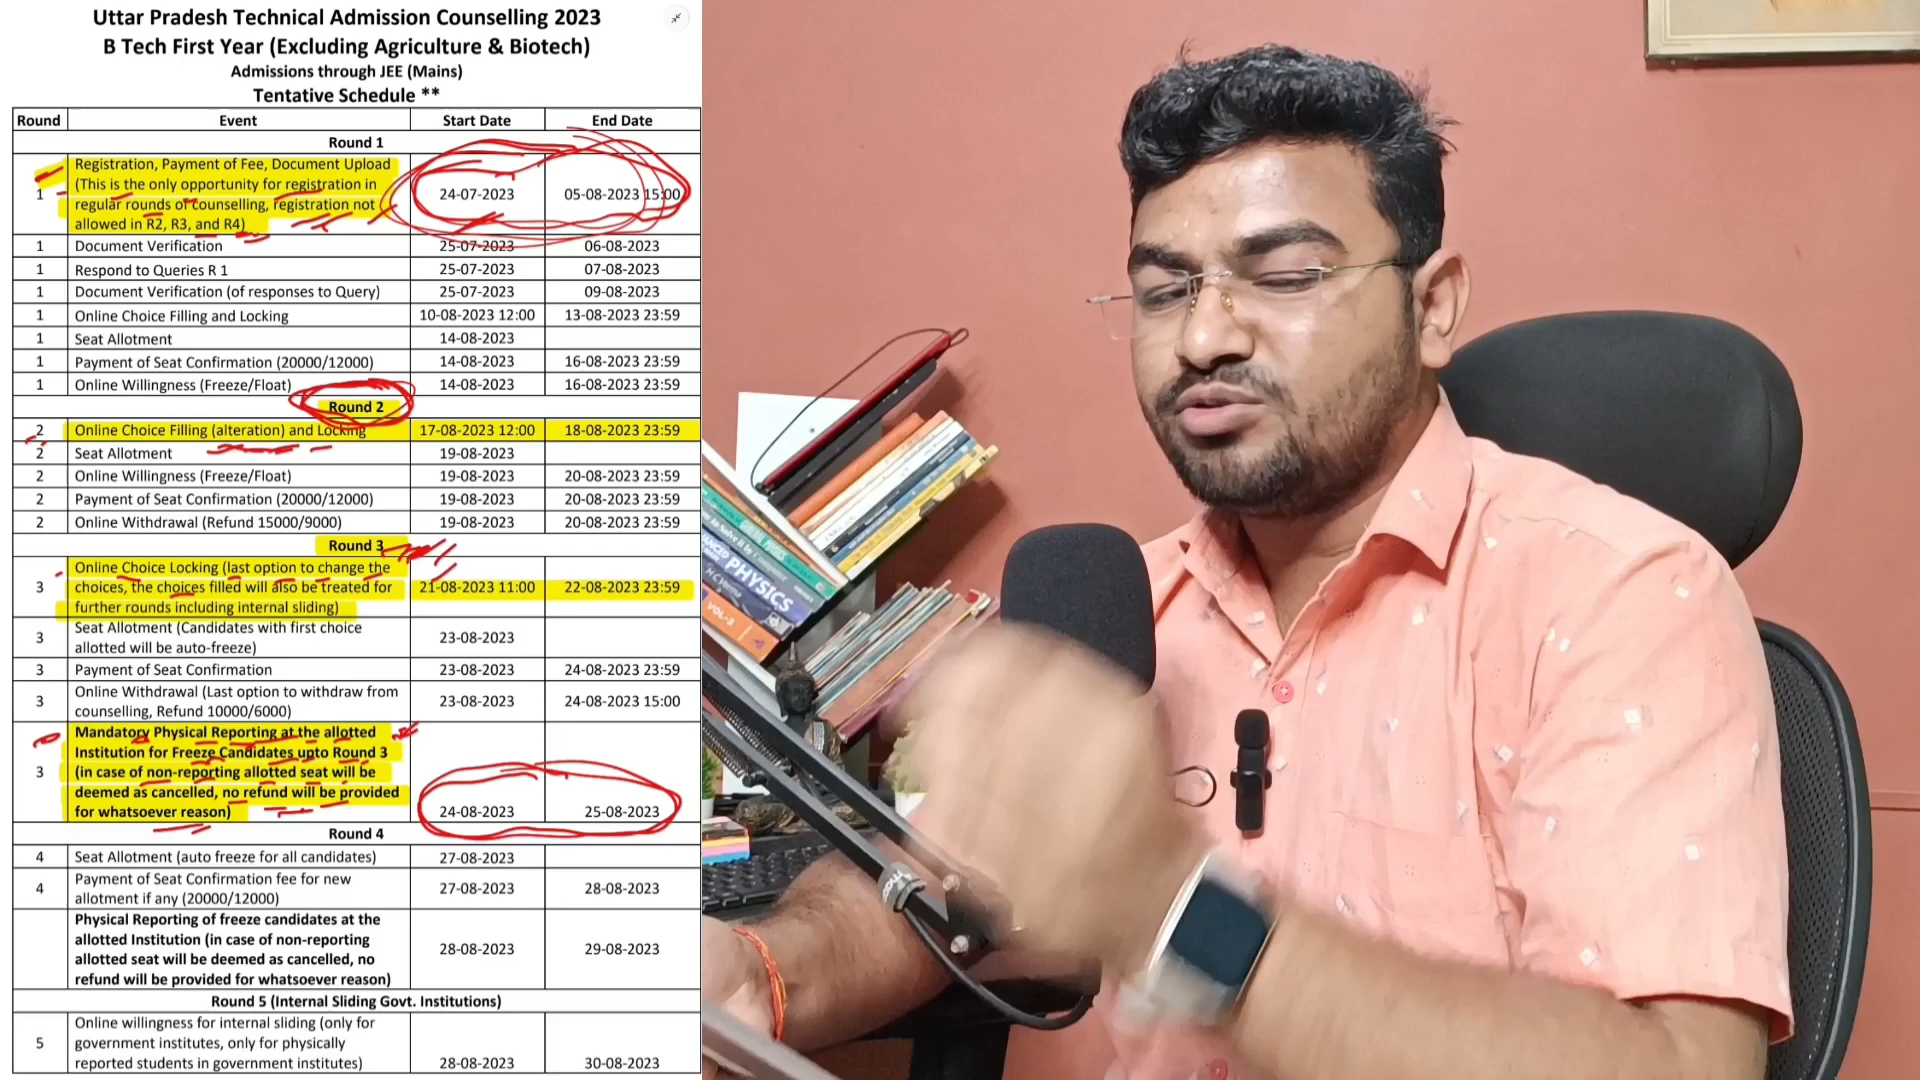 Uttar Pradesh Technical Admission Counselling 2023
B Tech First Year (Excluding Agriculture & Biotech)
Admissions through JEE (Mains)
Tentative Schedule **
Round Event Start Date End Date
Round 1
Registration, Payment of Fee, Document Upload
(This is the only opportunity for registration in
1 24-07-2023 05-08-2023 15:00
regular rounds of counselling, registration not
allowed in R2, R3, and R4)
1 Document Verification 25-07-2023 06-08-2023
1 Respond to Queries R 1 25-07-2023 07-08-2023
1 Document Verification (of responses to Query) 25-07-2023 09-08-2023
1 Online Choice Filling and Locking 10-08-2023 12:00 13-08-2023 23:59
1 Seat Allotment 14-08-2023
1 Payment of Seat Confirmation (20000/12000) 14-08-2023 16-08-2023 23:59
1 Online Willingness (Freeze/Float) 14-08-2023 16-08-2023 23:59
Round 2
2 Online Choice Filling (alteration) and Locking 17-08-2023 12:00 18-08-2023 23:59
2 Seat Allotment 19-08-2023
2 Online Willingness (Freeze/Float) 19-08-2023 20-08-2023 23:59
2 Payment of Seat Confirmation (20000/12000) 19-08-2023 20-08-2023 23:59
2 Online Withdrawal (Refund 15000/9000) 19-08-2023 20-08-2023 23:59
Round 3
Online Choice Locking (last option to change the
3 choices, the choices filled will also be treated for 21-08-2023 11:00 22-08-2023 23:59
further rounds including internal sliding)
Seat Allotment (Candidates with first choice
3 23-08-2023
allotted will be auto-freeze)
3 Payment of Seat Confirmation 23-08-2023 24-08-2023 23:59
Online Withdrawal (Last option to withdraw from
3 23-08-2023 24-08-2023 15:00
counselling, Refund 10000/6000)
Mandatory Physical Reporting at the allotted
Institution for Freeze Candidates upto Round 3
3 (in case of non-reporting allotted seat will be
deemed as cancelled, no refund will be provided
for whatsoever reason) 24-08-2023 25-08-2023
Round 4
4 Seat Allotment (auto freeze for all candidates) 27-08-2023
Payment of Seat Confirmation fee for new
4 27-08-2023 28-08-2023
allotment if any (20000/12000)
Physical Reporting of freeze candidates at the
allotted Institution (in case of non-reporting
28-08-2023 29-08-2023
allotted seat will be deemed as cancelled, no
refund will be provided for whatsoever reason)
Round 5 (Internal Sliding Govt. Institutions)
Online willingness for internal sliding (only for
5 government institutes, only for physically
reported students in government institutes) 28-08-2023 30-08-2023
PHYSICS
VOL-2